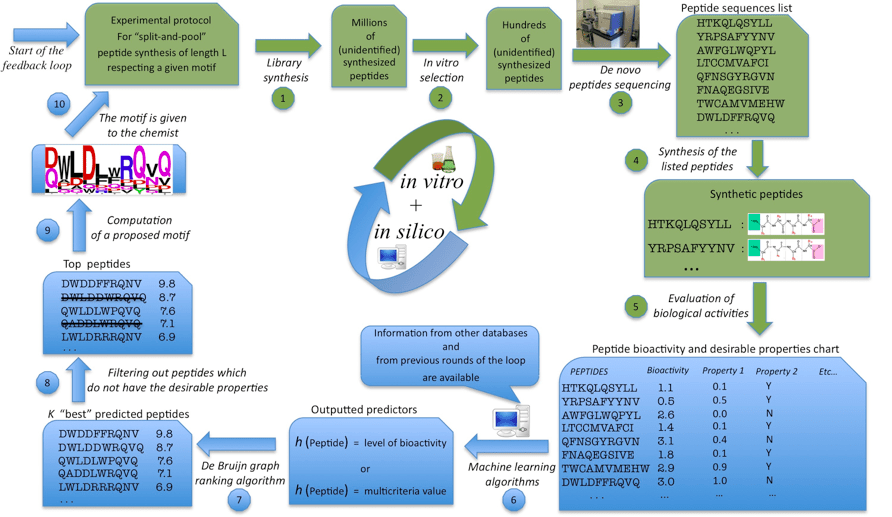 Start of the
feedback loop
Experimental protocol
For “split-and-pool”
peptide synthesis of length L
respecting a given motif
Library
synthesis
1
Millions
of
(unidentified)
synthesized
peptides
In vitro
selection
2
Hundreds
of
(unidentified)
synthesized
peptides
De novo
peptides sequencing
3
Peptide sequences list
HTKQLQSYLL
YRPSAFYYNV
AWFGLWQPYL
LTCCMVAFCI
QFNSGYRGVN
FNAQEGSIVE
TWCAMVMEHW
DWLDFFRQVQ
...
4
Synthesis of the
listed peptides
Synthetic peptides
HTKQLQSYLL :
YRPSAFYYNV :
...
5
Evaluation of
biological activities
Peptide bioactivity and desirable properties chart
PEPTIDES Bioactivity Property 1 Property 2 Etc...
HTKQLQSYLL 1.1 0.1 Y
YRPSAFYYNV 0.5 0.5 Y
AWFGLWQPYL 2.6 0.0 N
LTCCMVAFCI 1.4 0.1 Y
QFNSGYRGVN 3.1 0.4 N
FNAQEGSIVE 1.8 0.1 Y
TWCAMVMEHW 2.9 0.9 Y
DWLDFFRQVQ 3.0 1.0 N
... ... ... ...
Information from other databases
and
from previous rounds of the loop
are available
Machine learning
algorithms
6
Outputted predictors
h (Peptide) = level of bioactivity
or
h (Peptide) = multicriteria value
De Bruijn graph
ranking algorithm
7
K “best” predicted peptides
DWDDFFRQNV 9.8
DWLDDWRQVQ 8.7
QWLDLWPQVQ 7.6
QADDLWRQVQ 7.1
LWLDRRRQNV 6.9
...
8
Filtering out peptides which
do not have the desirable properties
Top peptides
DWDDFFRQNV 9.8
DWLDDWRQVQ 8.7
QWLDLWPQVQ 7.6
QADDLWRQVQ 7.1
LWLDRRRQNV 6.9
...
9
Computation
of a proposed motif
DWLDLWRQVQ
10
The motif is given
to the chemist
in vitro
+
in silico